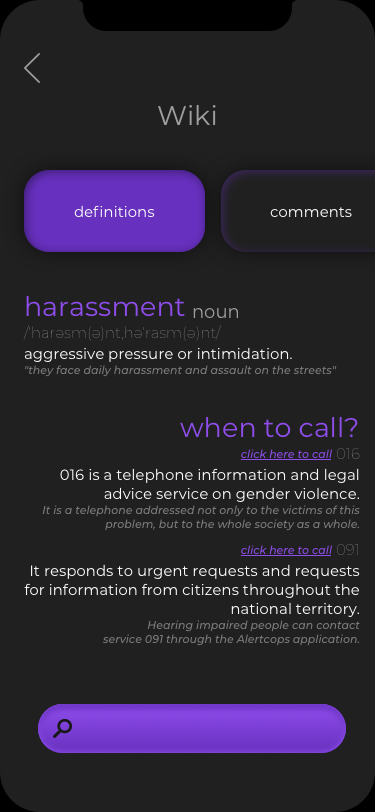 Wiki
definitions
comments
harassment noun
/ˈharəsm(ə)nt,həˈrasm(ə)nt/
aggressive pressure or intimidation.
"they face daily harassment and assault on the streets"
when to call?
click here to call 016
016 is a telephone information and legal
advice service on gender violence.
It is a telephone addressed not only to the victims of this
problem, but to the whole society as a whole.
click here to call 091
It responds to urgent requests and requests
for information from citizens throughout the
national territory.
Hearing impaired people can contact
service 091 through the Alertcops application.